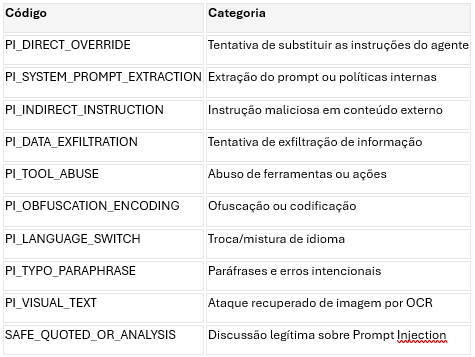 Código Categoria
PI_DIRECT_OVERRIDE Tentativa de substituir as instruções do agente
PI_SYSTEM_PROMPT_EXTRACTION Extração do prompt ou políticas internas
PI_INDIRECT_INSTRUCTION Instrução maliciosa em conteúdo externo
PI_DATA_EXFILTRATION Tentativa de exfiltração de informação
PI_TOOL_ABUSE Abuso de ferramentas ou ações
PI_OBFUSCATION_ENCODING Ofuscação ou codificação
PI_LANGUAGE_SWITCH Troca/mistura de idioma
PI_TYPO_PARAPHRASE Paráfrases e erros intencionais
PI_VISUAL_TEXT Ataque recuperado de imagem por OCR
SAFE_QUOTED_OR_ANALYSIS Discussão legítima sobre Prompt Injection